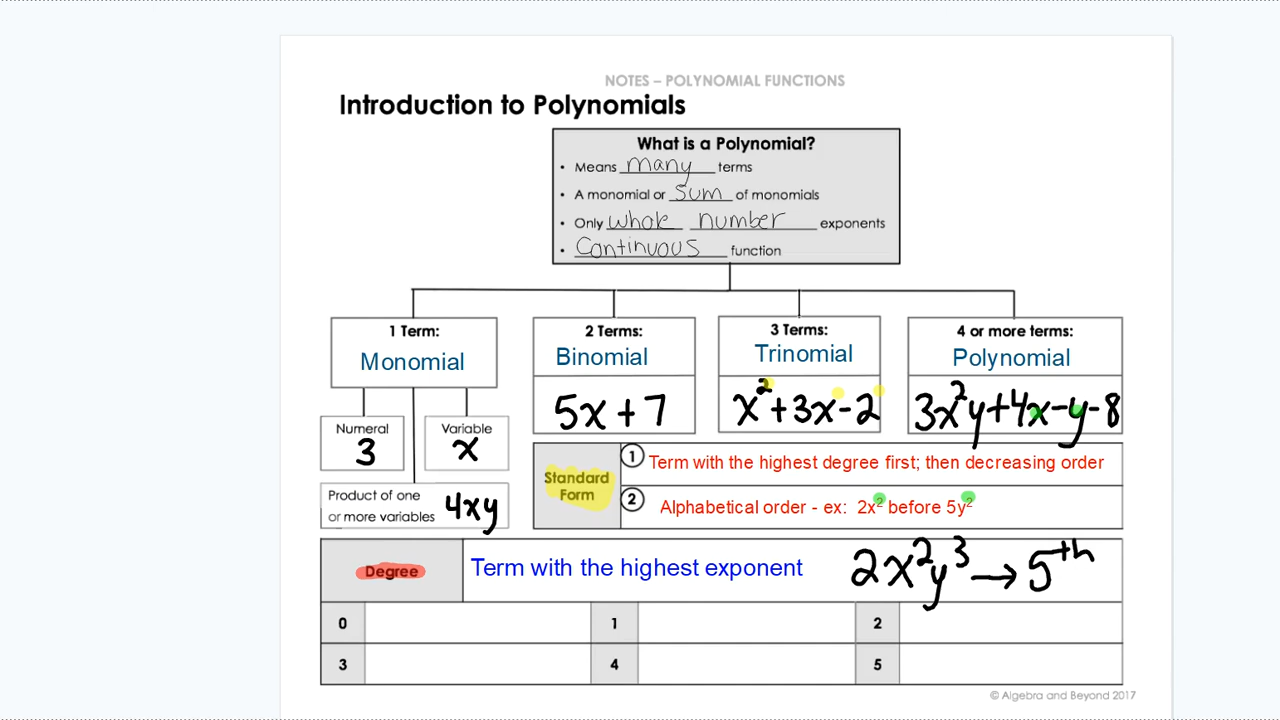 NOTES – POLYNOMIAL FUNCTIONS
Introduction to Polynomials
What is a Polynomial?
• Means many terms
• A monomial or sum of monomials
• Only whole number exponents
• Continuous function
1 Term:
Monomial
2 Terms:
Binomial
3 Terms:
Trinomial
4 or more terms:
Polynomial
5x + 7
x² + 3x - 2
3x²y + 4x - y - 8
Numeral
3
Variable
x
Product of one
or more variables 4xy
Standard
Form
1 Term with the highest degree first; then decreasing order
2 Alphabetical order - ex: 2x² before 5y²
Degree Term with the highest exponent 2x²y³ → 5th
0 1 2
3 4 5
© Algebra and Beyond 2017